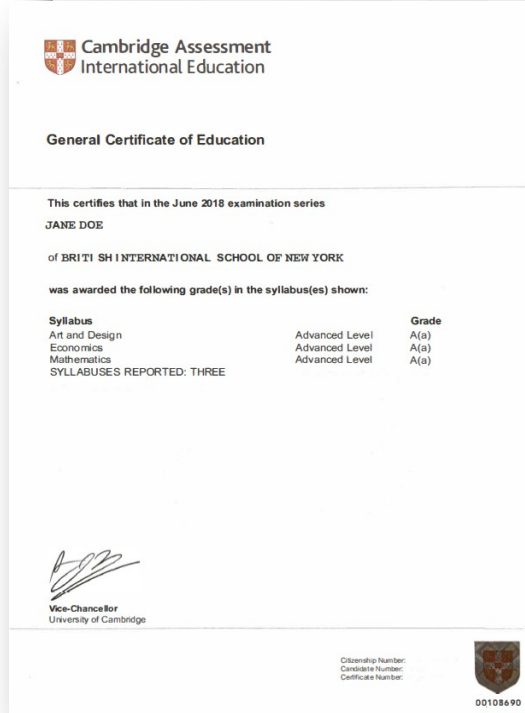 Cambridge Assessment
International Education
General Certificate of Education
This certifies that in the June 2018 examination series
JANE DOE
of BRITI SH INTERNATIONAL SCHOOL OF NEW YORK
was awarded the following grade(s) in the syllabus(es) shown:
Syllabus Grade
Art and Design Advanced Level A(a)
Economics Advanced Level A(a)
Mathematics Advanced Level A(a)
SYLLABUSES REPORTED: THREE
Vice-Chancellor
University of Cambridge
Citizenship Number:
Candidate Number:
Certificate Number:
00108690